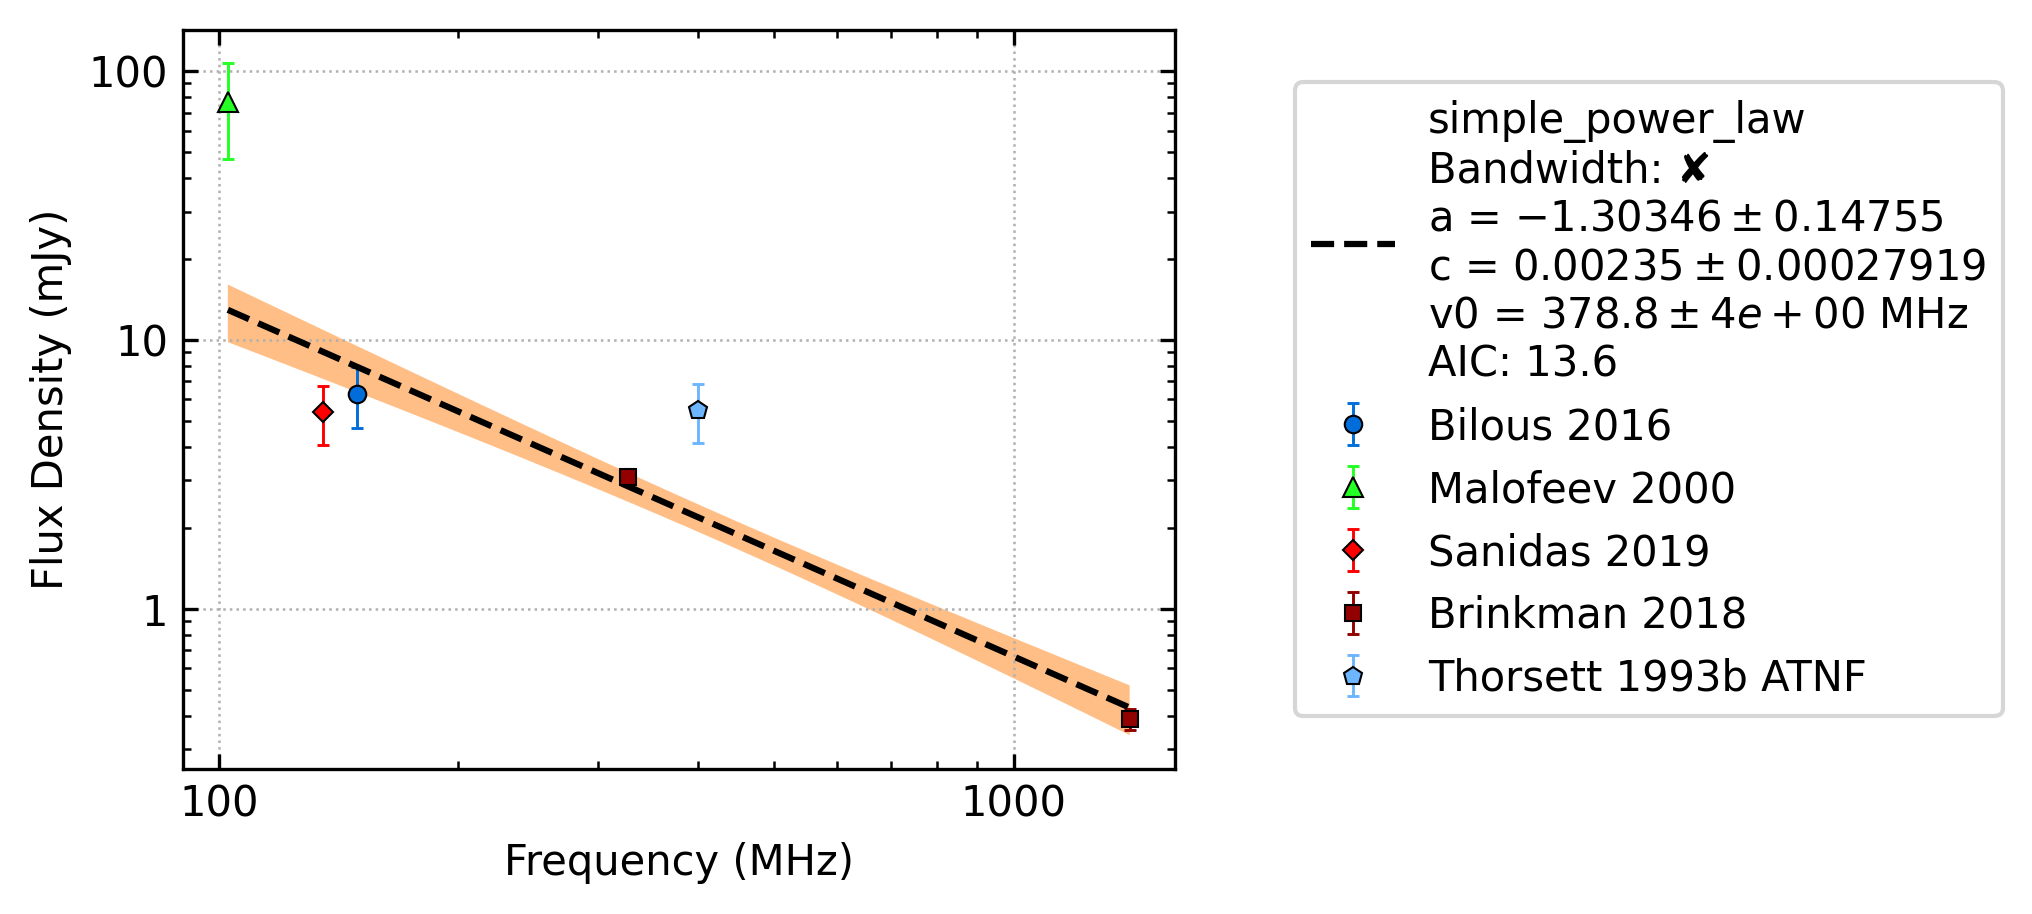 100
10
1
Flux Density (mJy)
100
1000
Frequency (MHz)
simple_power_law
Bandwidth: ✘
a = −1.30346 ± 0.14755
c = 0.00235 ± 0.00027919
v0 = 378.8 ± 4e + 00 MHz
AIC: 13.6
Bilous 2016
Malofeev 2000
Sanidas 2019
Brinkman 2018
Thorsett 1993b ATNF